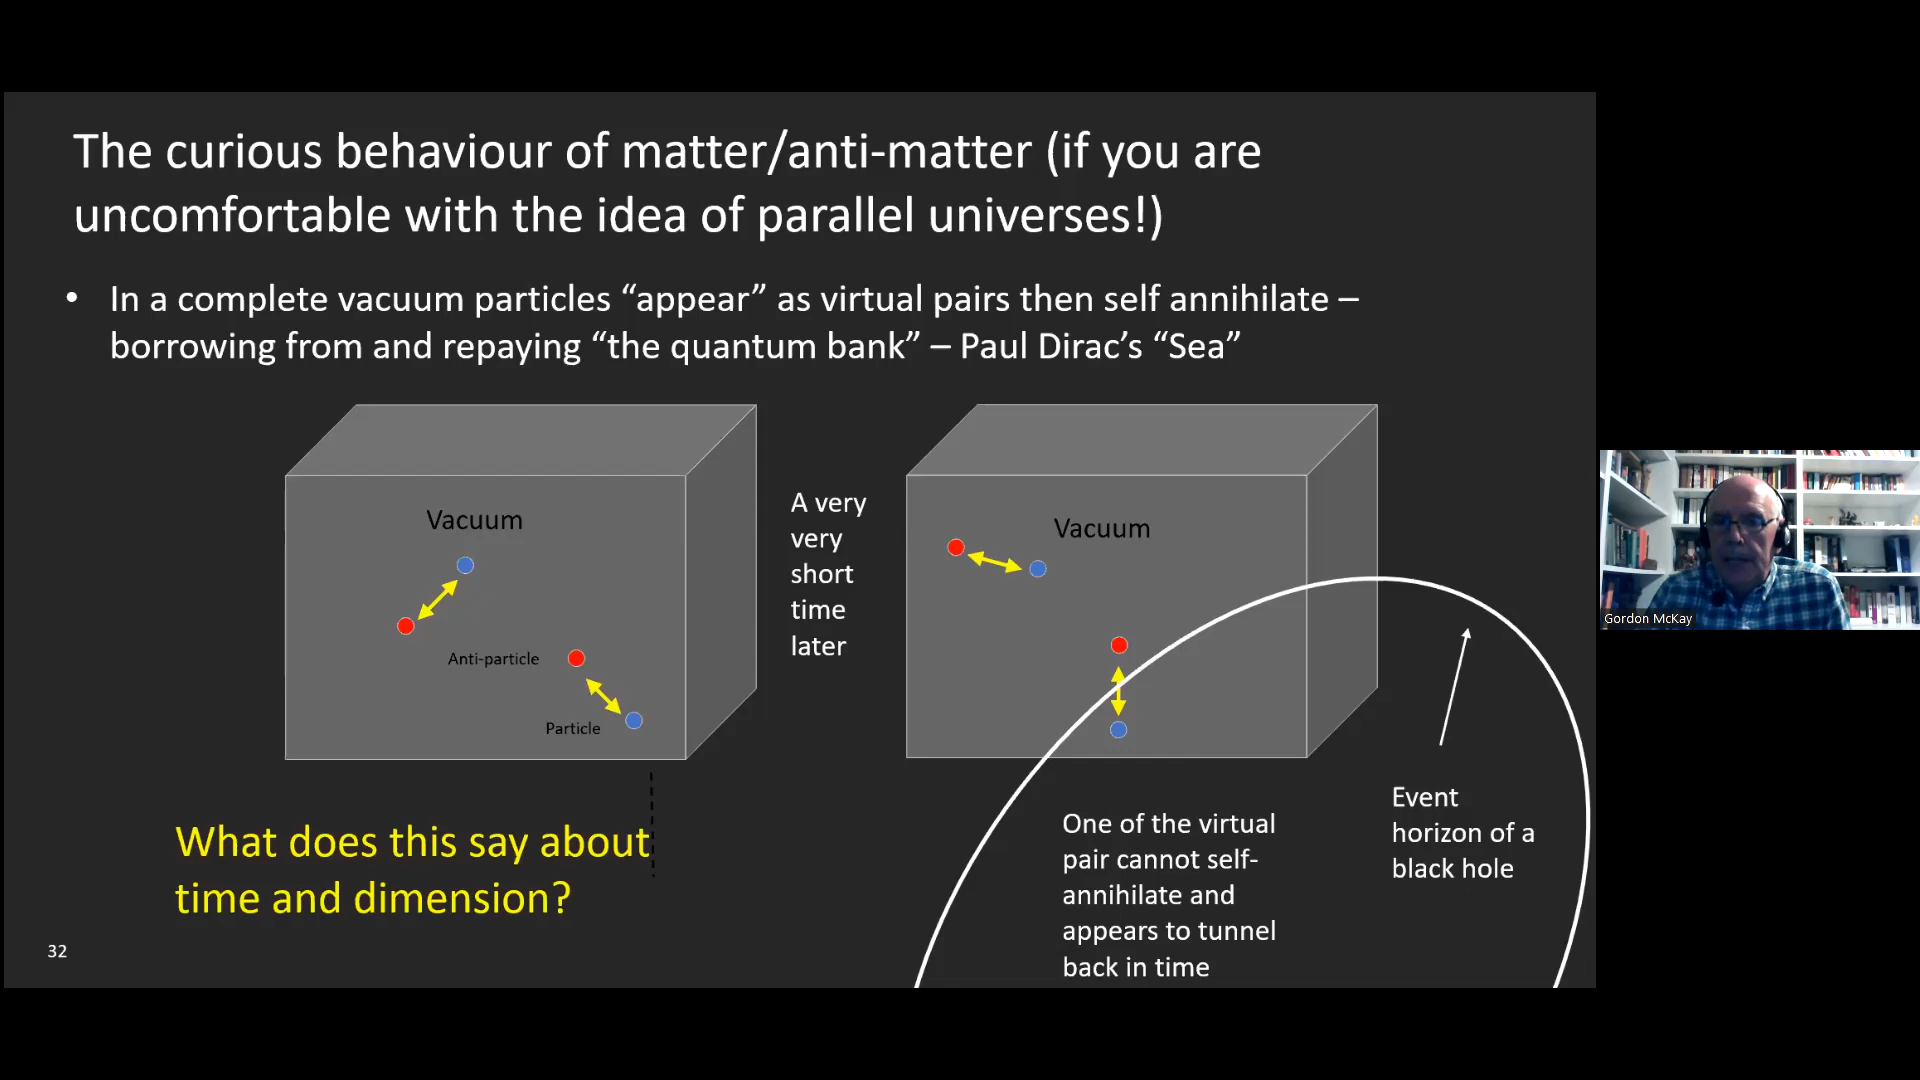 The curious behaviour of matter/anti-matter (if you are
uncomfortable with the idea of parallel universes!)
• In a complete vacuum particles “appear” as virtual pairs then self annihilate –
borrowing from and repaying “the quantum bank” – Paul Dirac’s “Sea”
Vacuum
Anti-particle
Particle
A very
very
short
time
later
Vacuum
What does this say about
time and dimension?
One of the virtual
pair cannot self-
annihilate and
appears to tunnel
back in time
Event
horizon of a
black hole
32
Gordon McKay